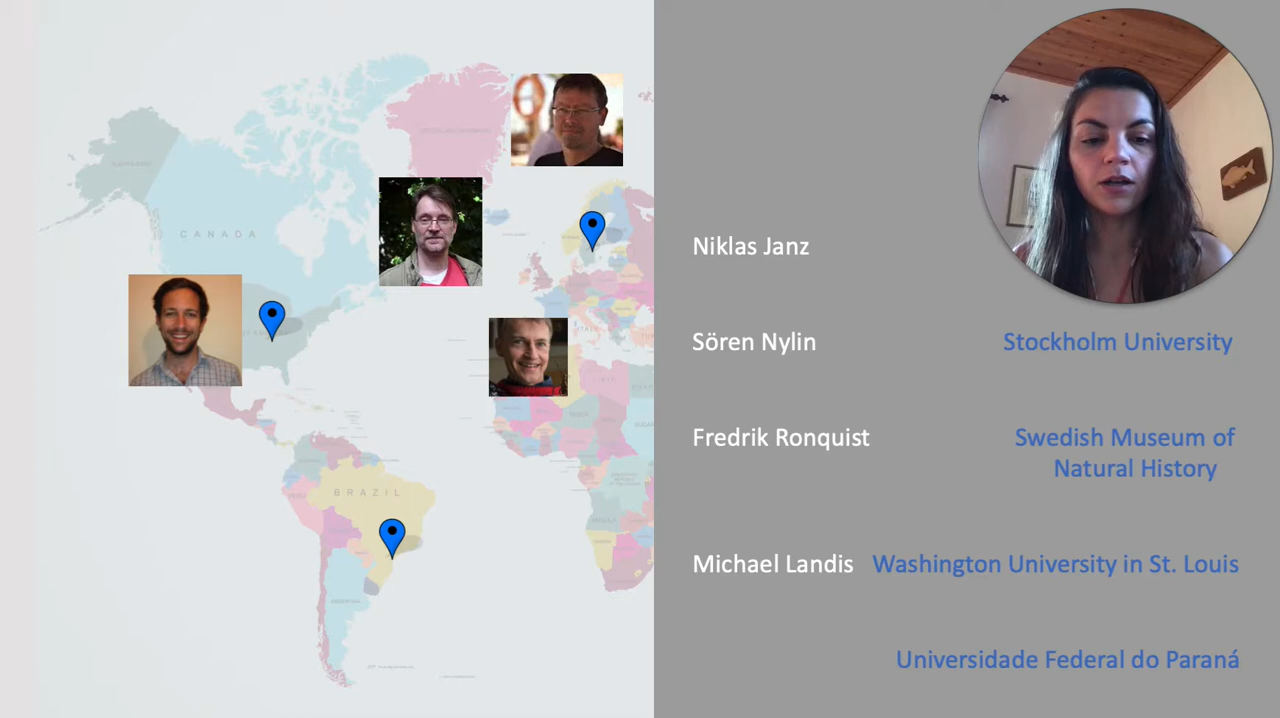 CANADA
BRAZIL
ARGENTINA
Niklas Janz
Sören Nylin
Stockholm University
Fredrik Ronquist
Swedish Museum of
Natural History
Michael Landis
Washington University in St. Louis
Universidade Federal do Paraná